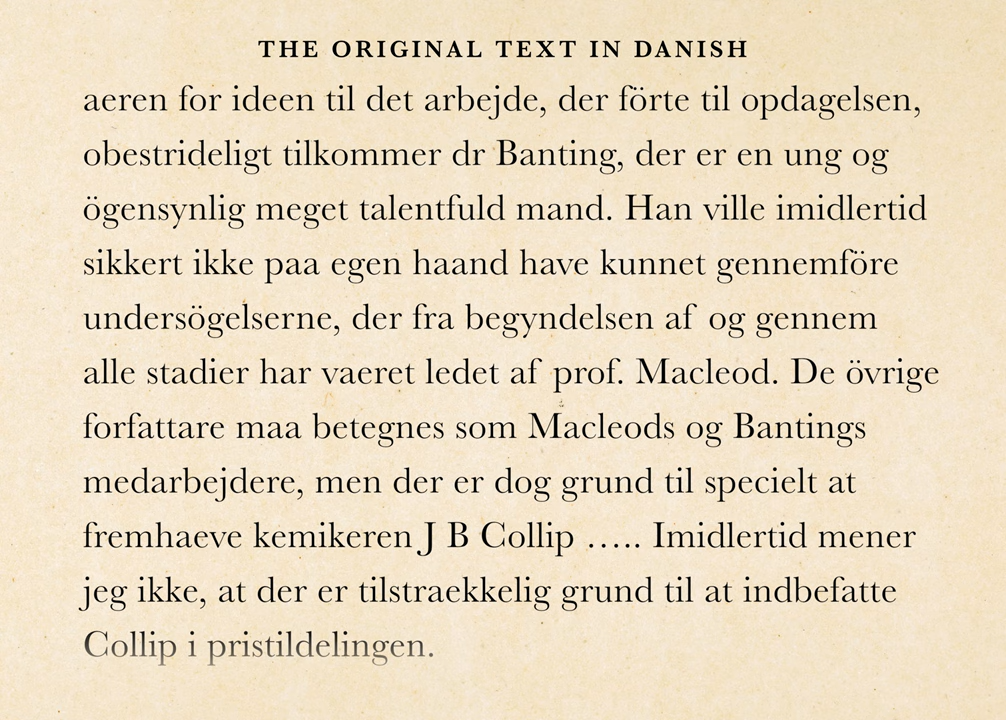 THE ORIGINAL TEXT IN DANISH
aeren for ideen til det arbejde, der förte til opdagelsen,
obestrideligt tilkommer dr Banting, der er en ung og
ögensynlig meget talentfuld mand. Han ville imidlertid
sikkert ikke paa egen haand have kunnet gennemföre
undersögelserne, der fra begyndelsen af og gennem
alle stadier har vaeret ledet af prof. Macleod. De övrige
forfattare maa betegnes som Macleods og Bantings
medarbejdere, men der er dog grund til specielt at
fremhaeve kemikeren J B Collip ..... Imidlertid mener
jeg ikke, at der er tilstraekkelig grund til at indbefatte
Collip i pristildelingen.